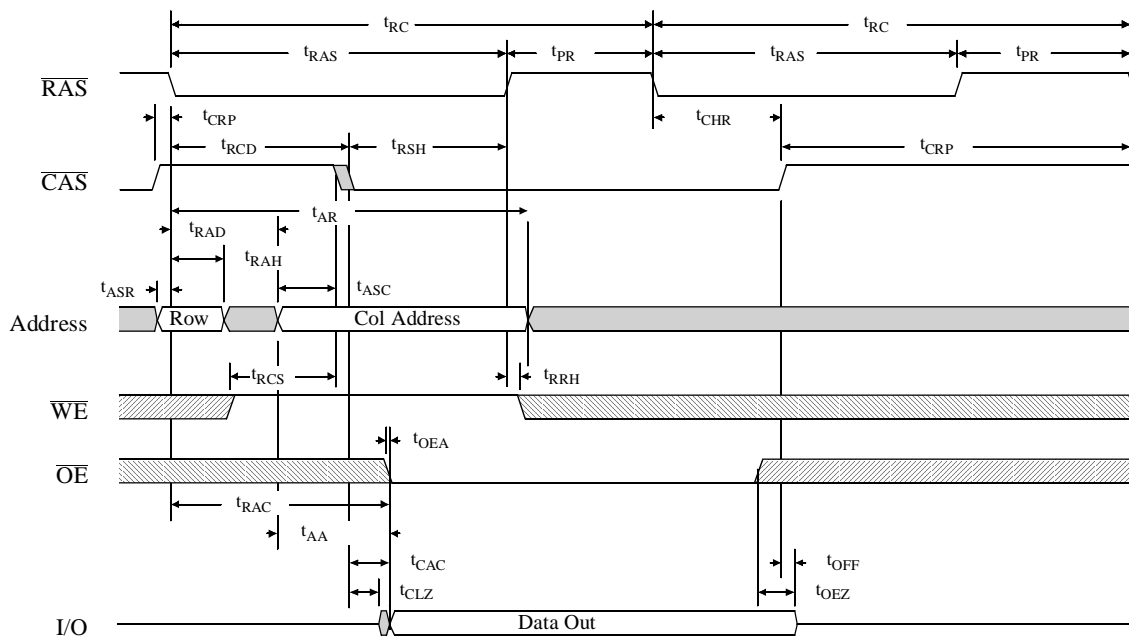 tRC tRC
tRAS tPR tRAS tPR
RAS
tCRP tCHR
tRCD tRSH tCRP
CAS
tAR
tRAD
tRAH
tASR tASC
Address Row Col Address
tRCS tRRH
WE
tOEA
OE
tRAC
tAA
tCAC tOFF
tCLZ tOEZ
I/O Data Out